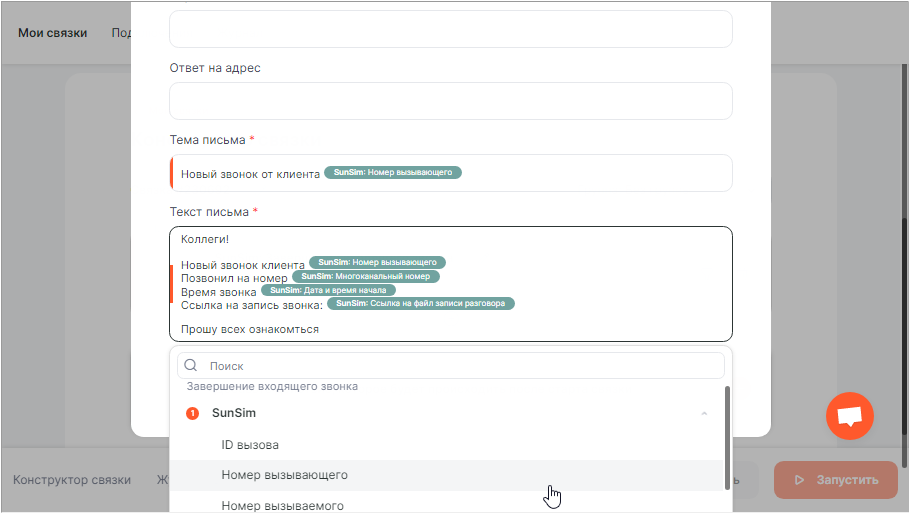 Мои связки
Под
Ответ на адрес
Тема письма *
Новый звонок от клиента SunSim: Номер вызывающего
Текст письма *
Коллеги!
Новый звонок клиента SunSim: Номер вызывающего
Позвонил на номер SunSim: Многоканальный номер
Время звонка SunSim: Дата и время начала
Ссылка на запись звонка: SunSim: Ссылка на файл записи разговора
Прошу всех ознакомться
Поиск
Завершение входящего звонка
1 SunSim
ID вызова
Номер вызывающего
Номер вызываемого
Конструктор связки
Запустить